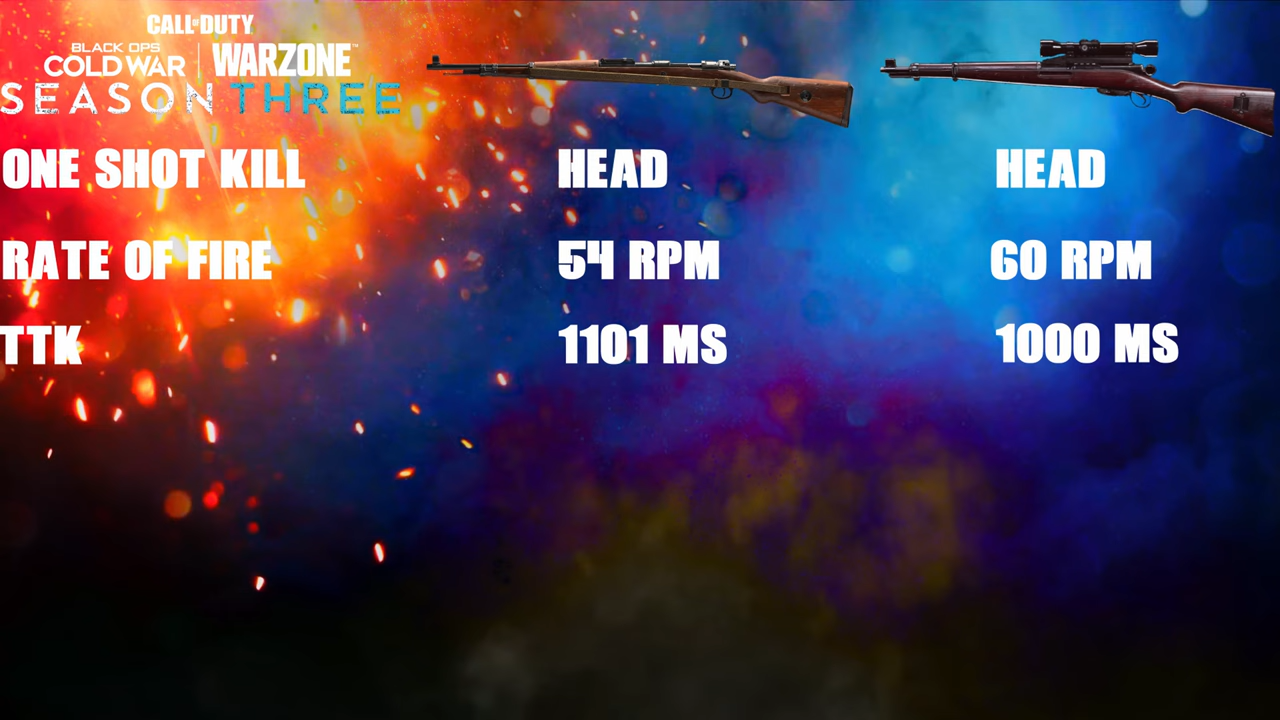 CALL OF DUTY
BLACK OPS
COLD WAR | WARZONE™
SEASON THREE
ONE SHOT KILL HEAD HEAD
RATE OF FIRE 54 RPM 60 RPM
TTK 1101 MS 1000 MS